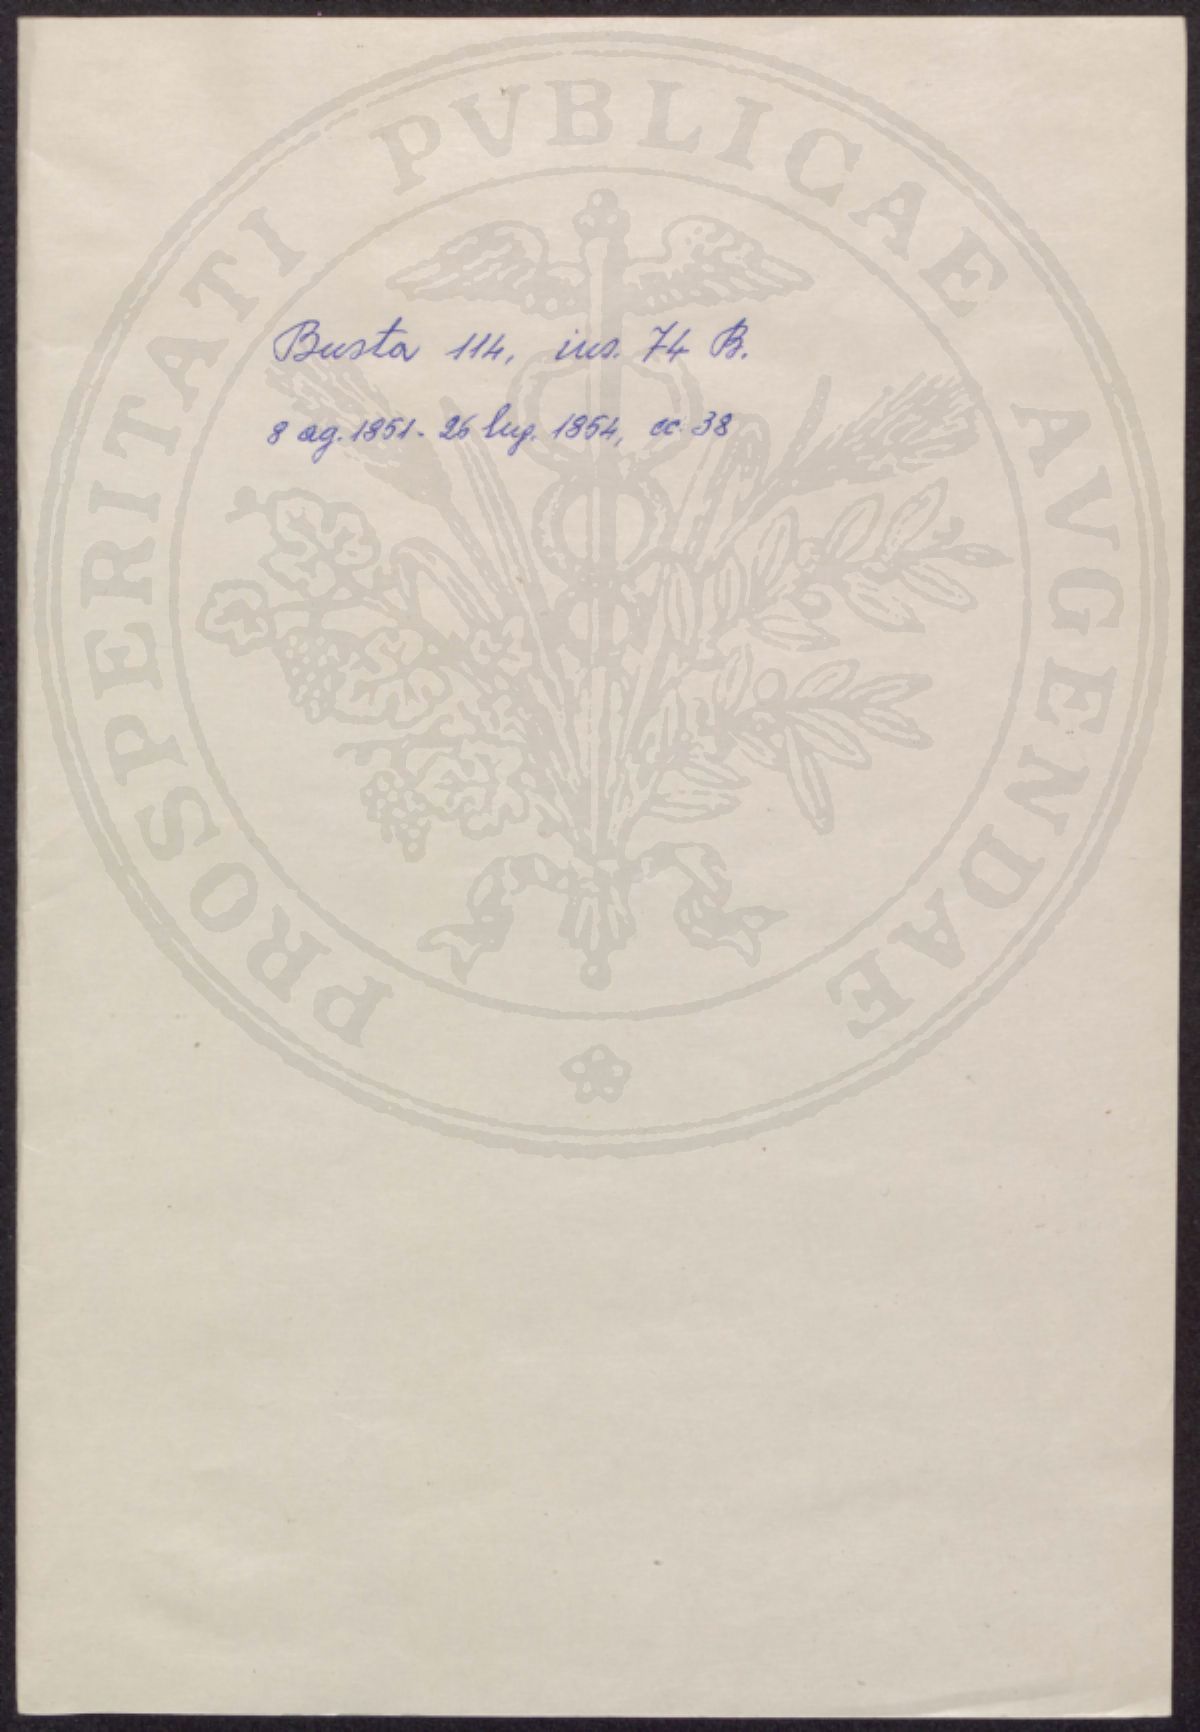 Busta 114, ins. 74 B.
8 ag. 1851 - 26 lug. 1854, cc. 38
PROSPERITATI PVBLICAE AVGENDAE